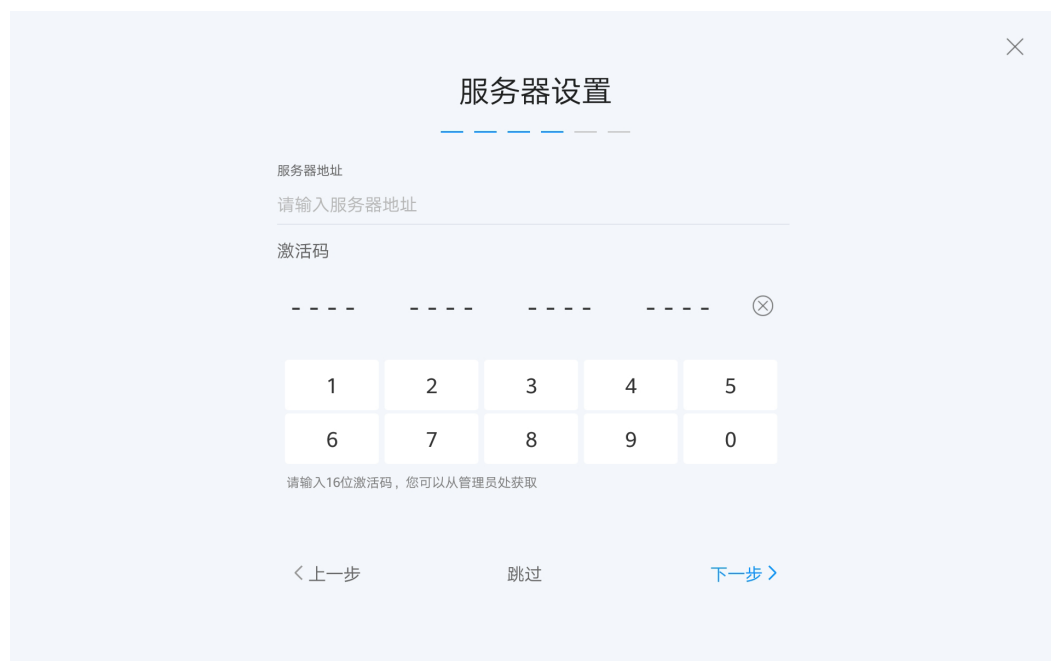 服务器设置
服务器地址
请输入服务器地址
激活码
- - - - - - - - - - - - - - - -
1 2 3 4 5
6 7 8 9 0
请输入16位激活码，您可以从管理员处获取
上一步 跳过 下一步